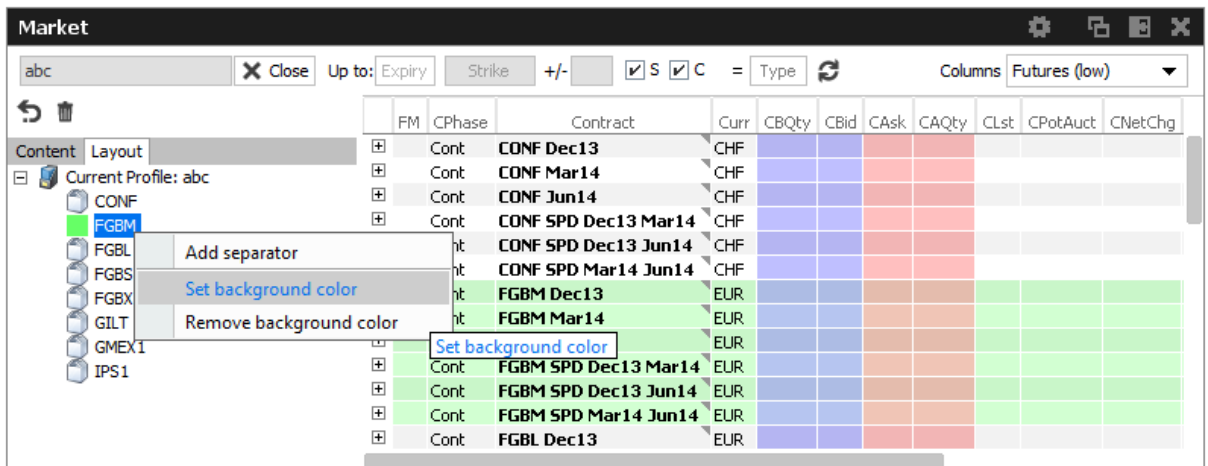 Market
abc Close Up to: Expiry Strike +/- S C = Type Columns Futures (low)
FM CPhase Contract Curr CBQty CBid CAsk CAQty CLst CPotAuct CNetChg
Content Layout
Current Profile: abc
CONF
FGBM
FGBL
FGBS
FGBX
GILT
GMEX1
IPS1
Add separator
Set background color
Remove background color
Set background color
Cont CONF Dec13 CHF
Cont CONF Mar14 CHF
Cont CONF Jun14 CHF
Cont CONF SPD Dec13 Mar14 CHF
nt CONF SPD Dec13 Jun14 CHF
nt CONF SPD Mar14 Jun14 CHF
nt FGBM Dec13 EUR
nt FGBM Mar14 EUR
EUR
Cont FGBM SPD Dec13 Mar14 EUR
Cont FGBM SPD Dec13 Jun14 EUR
Cont FGBM SPD Mar14 Jun14 EUR
Cont FGBL Dec13 EUR